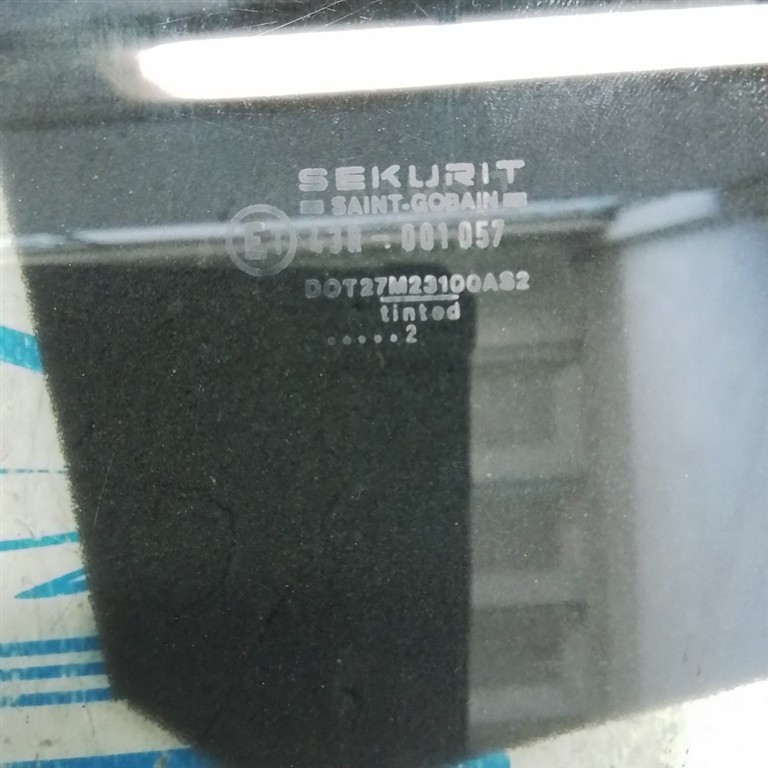 SEKURIT
SAINT-GOBAIN
E1 43R - 001057
DOT27M23100AS2
tinted
.....2